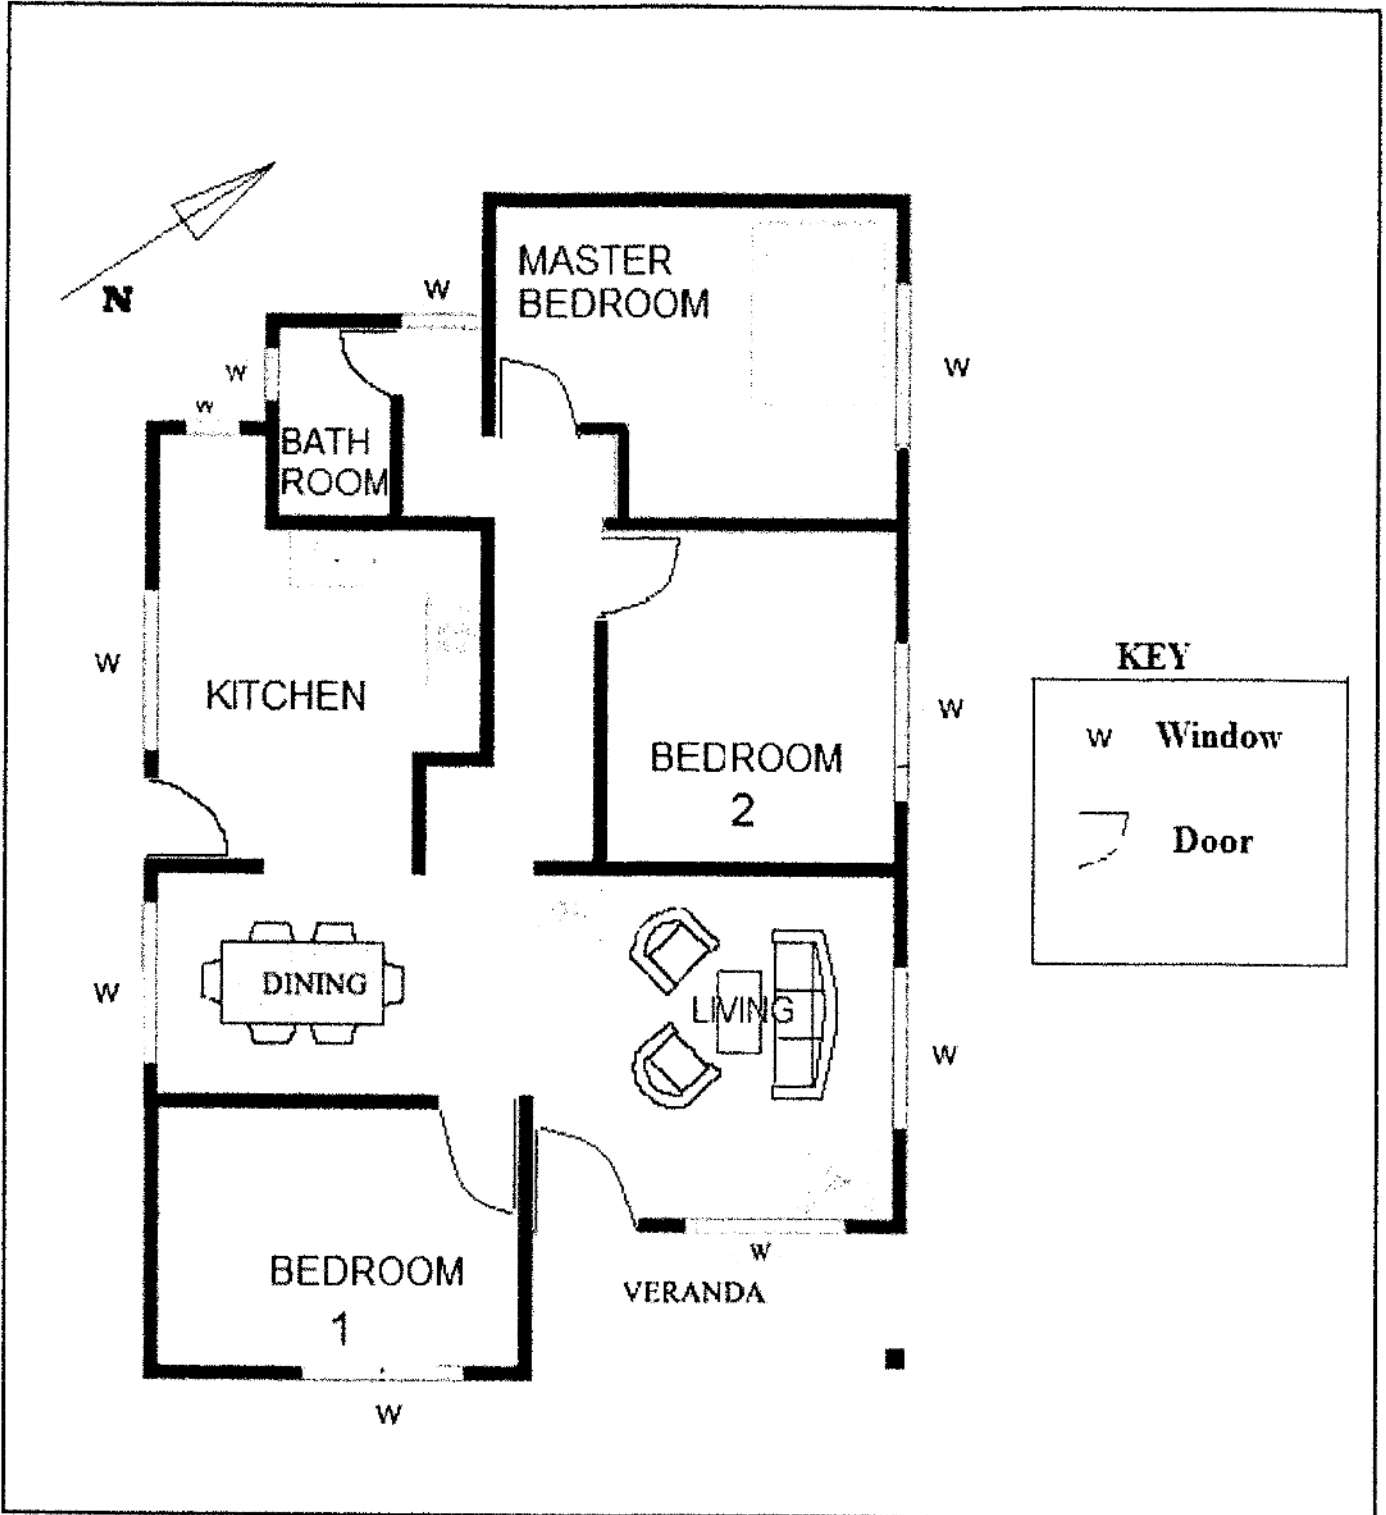 MASTER
BEDROOM
N
W
W
W
W
BATH
ROOM
W
KITCHEN
BEDROOM
2
W
KEY
W Window
Door
DINING
W
LIVING
W
W
VERANDA
BEDROOM
1
W